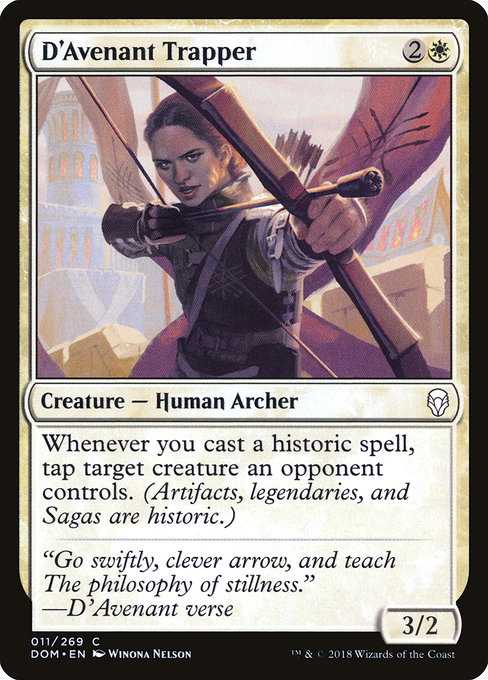 D'Avenant Trapper
2
Creature — Human Archer
Whenever you cast a historic spell,
tap target creature an opponent
controls. (Artifacts, legendaries, and
Sagas are historic.)
“Go swiftly, clever arrow, and teach
The philosophy of stillness.”
—D'Avenant verse
3/2
011/269 C
DOM • EN Winona Nelson
™ & © 2018 Wizards of the Coast